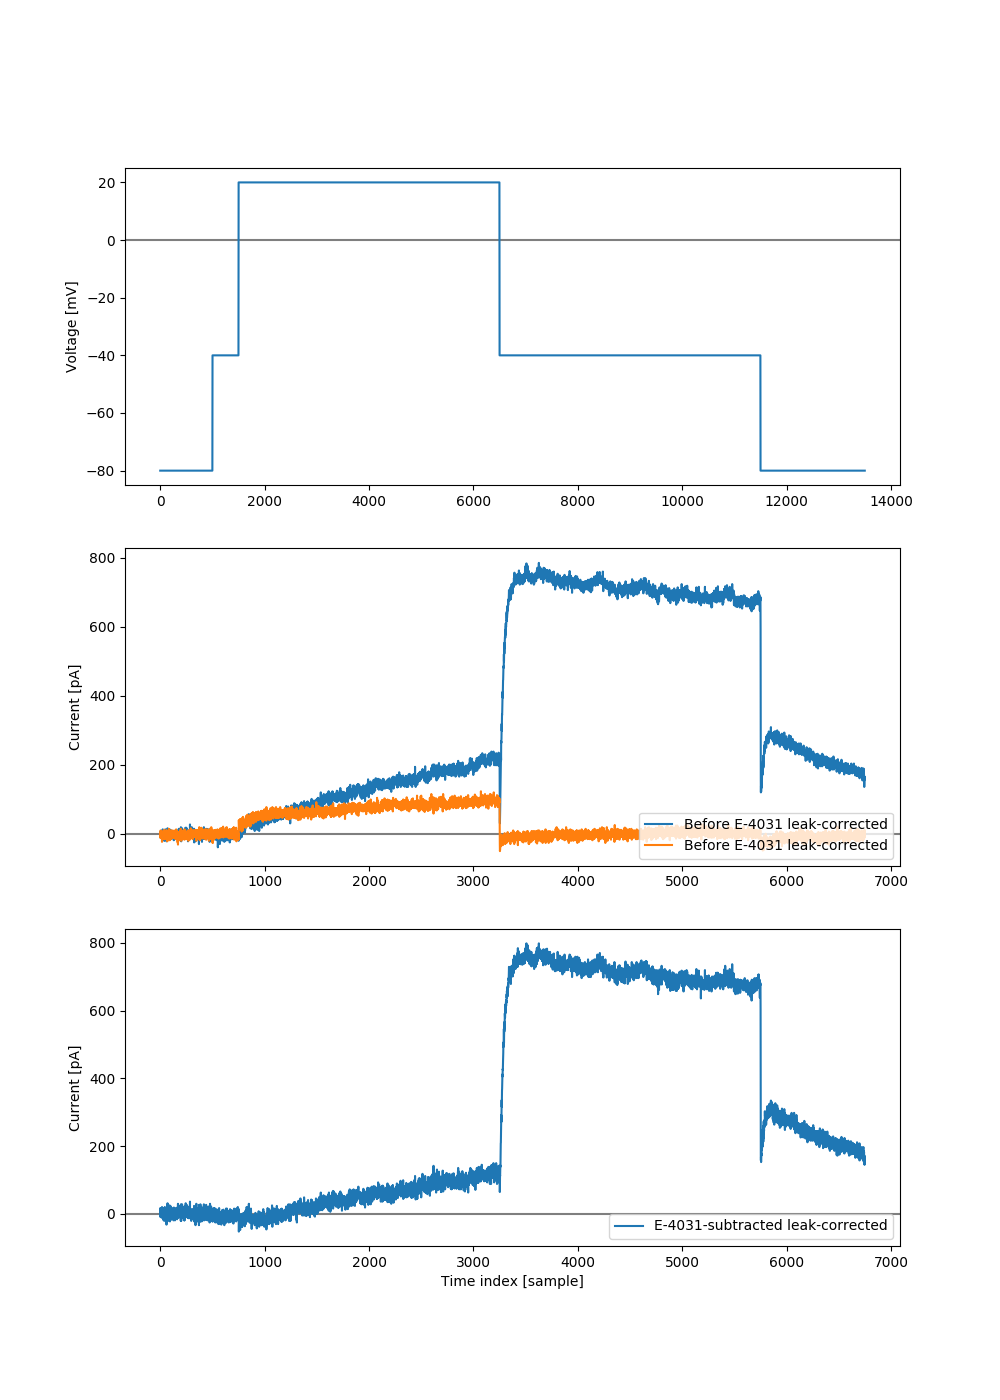 20
0
−20
−40
−60
−80
Voltage [mV]
0 2000 4000 6000 8000 10000 12000 14000
800
600
400
200
0
Current [pA]
Before E-4031 leak-corrected
Before E-4031 leak-corrected
0 1000 2000 3000 4000 5000 6000 7000
800
600
400
200
0
Current [pA]
E-4031-subtracted leak-corrected
0 1000 2000 3000 4000 5000 6000 7000
Time index [sample]